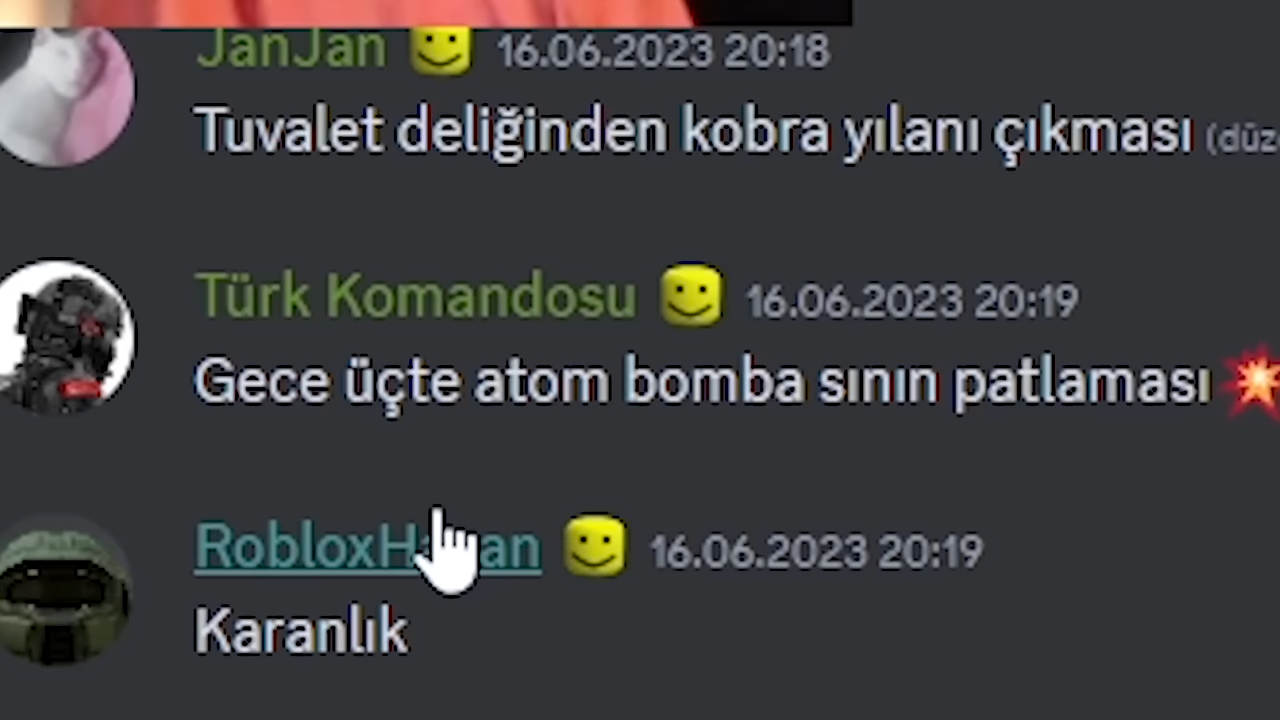 JanJan 16.06.2023 20:18
Tuvalet deliğinden kobra yılanı çıkması
Türk Komandosu 16.06.2023 20:19
Gece üçte atom bomba sının patlaması
16.06.2023 20:19
Karanlık